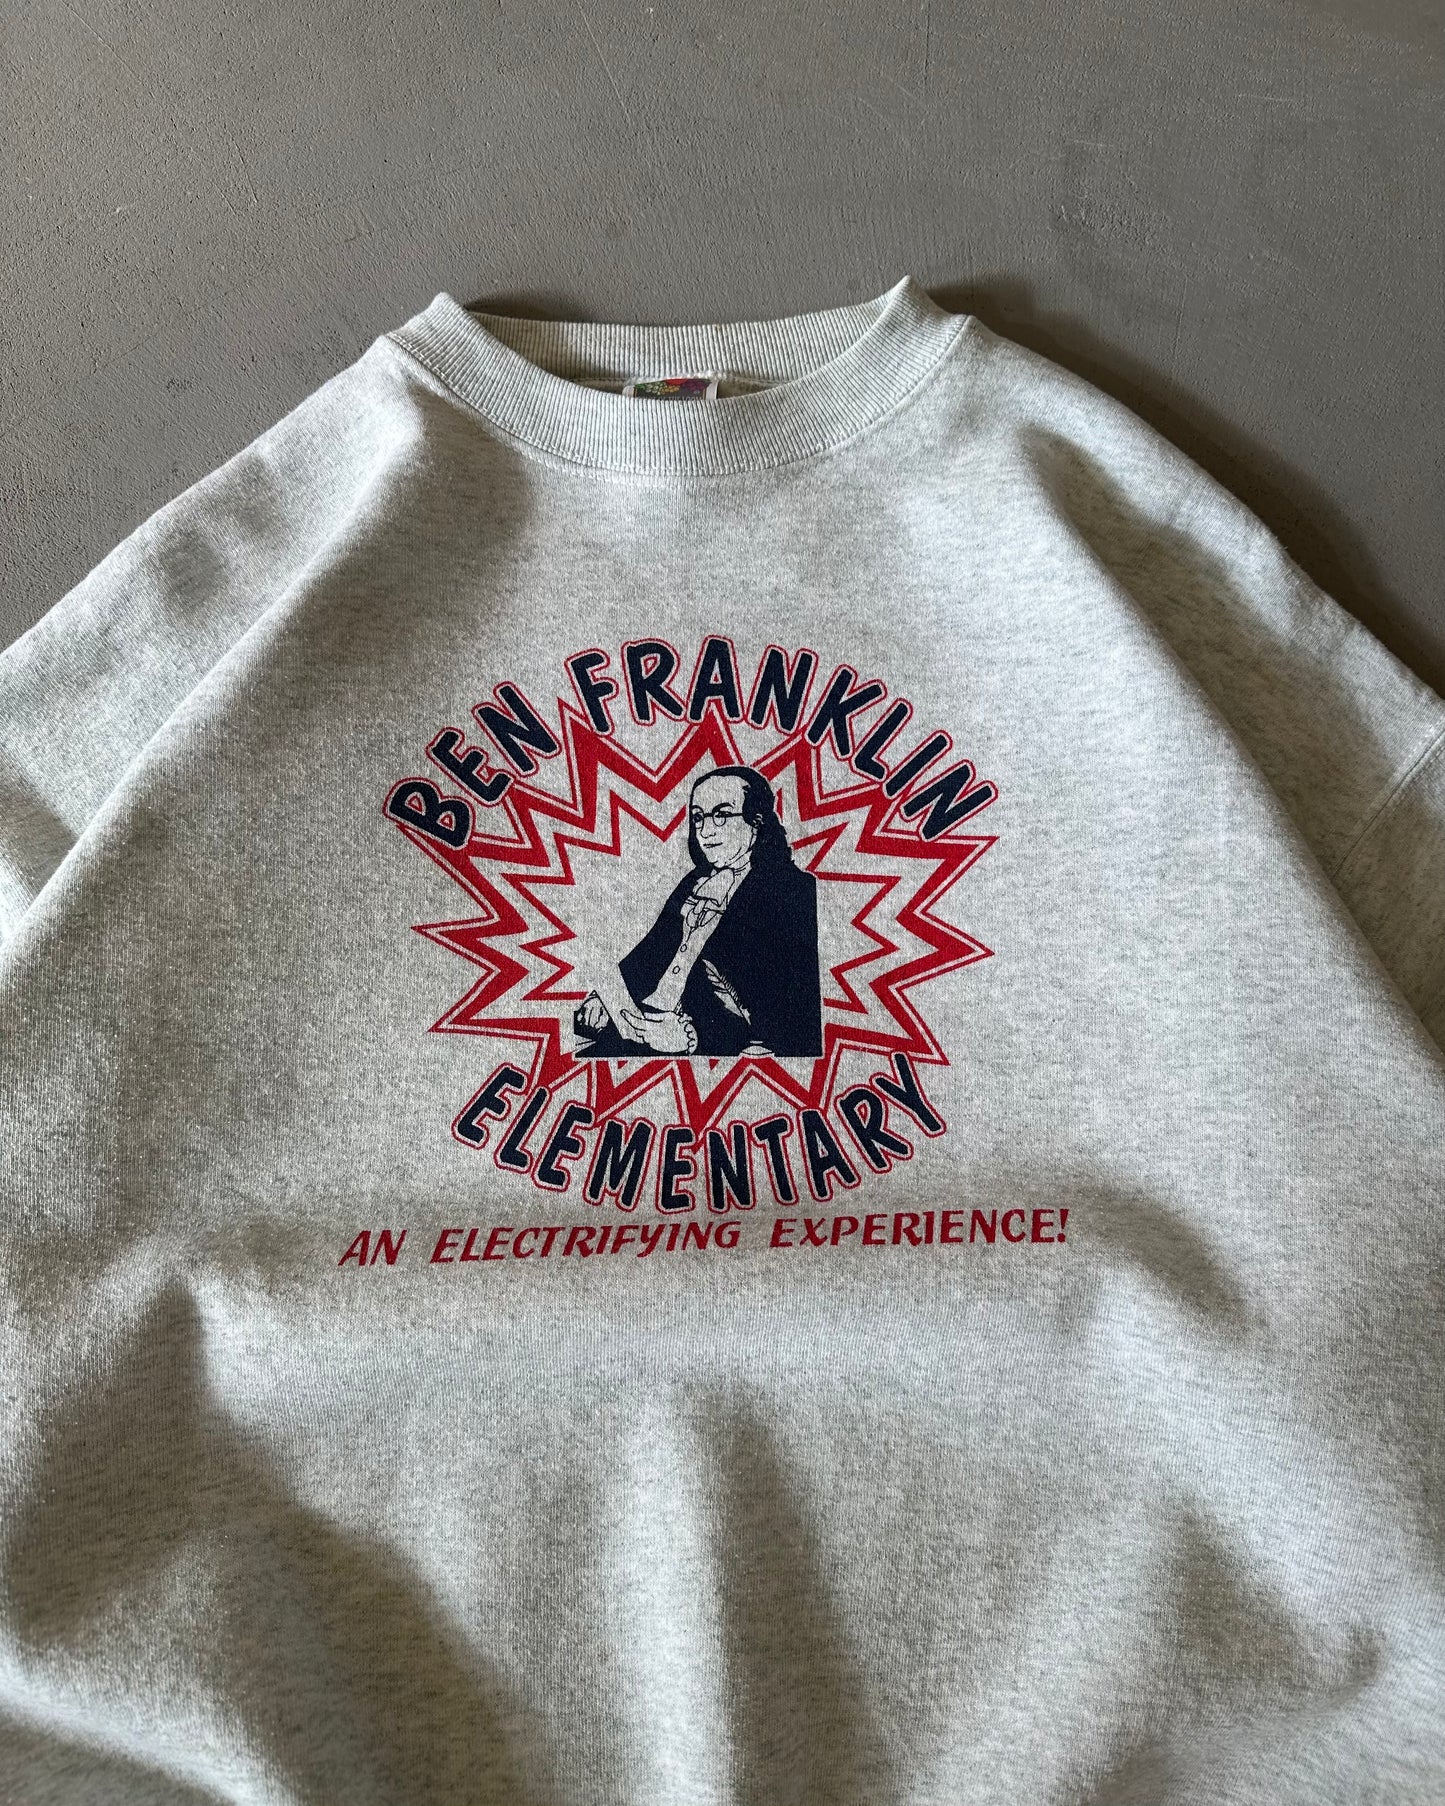 BEN FRANKLIN
ELEMENTARY
AN ELECTRIFYING EXPERIENCE!